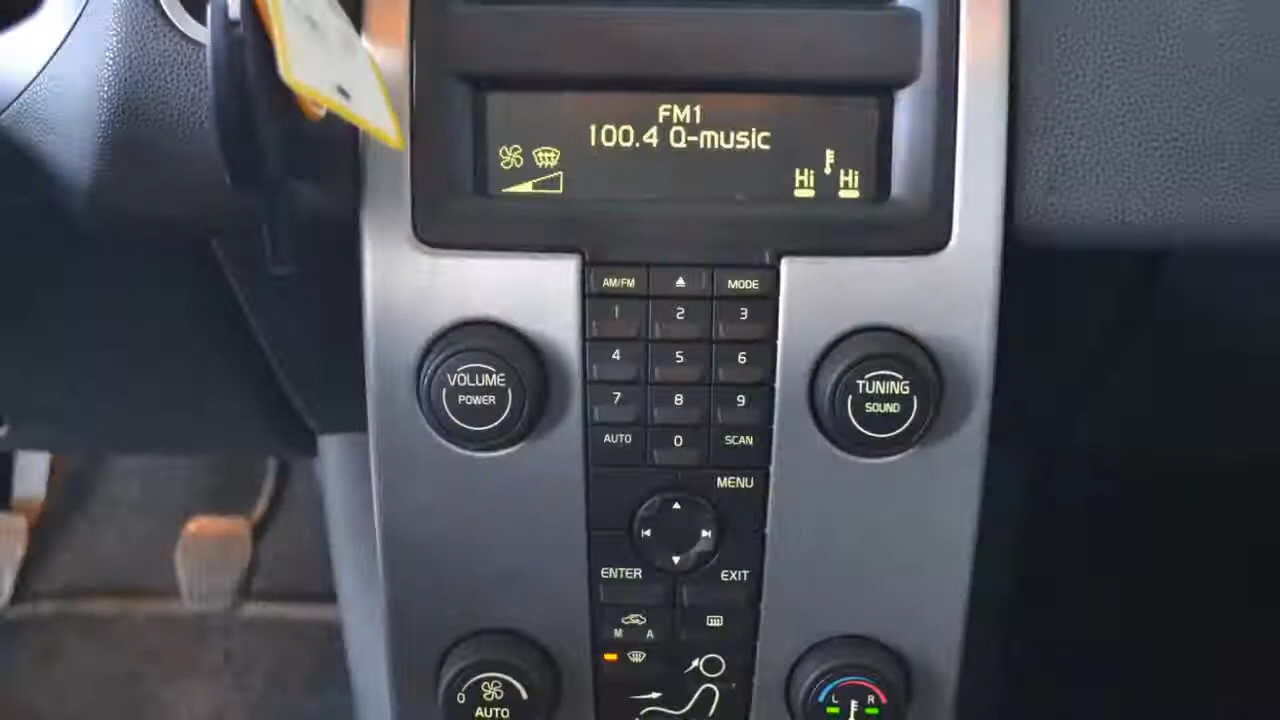 FM1
100.4 Q-music
Hi Hi
AM/FM MODE
1 2 3
4 5 6
7 8 9
AUTO 0 SCAN
VOLUME
POWER
TUNING
SOUND
MENU
ENTER EXIT
M A
0
AUTO
L R